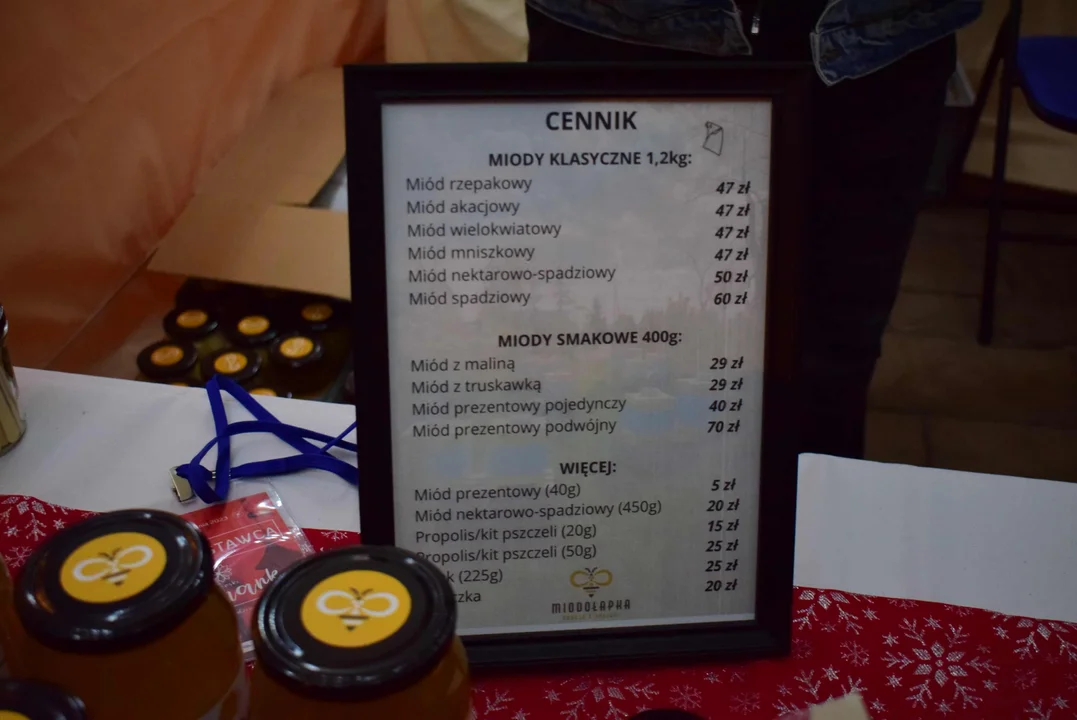 CENNIK
MIODY KLASYCZNE 1,2kg:
Miód rzepakowy 47 zł
Miód akacjowy 47 zł
Miód wielokwiatowy 47 zł
Miód mniszkowy 47 zł
Miód nektarowo-spadziowy 50 zł
Miód spadziowy 60 zł
MIODY SMAKOWE 400g:
Miód z maliną 29 zł
Miód z truskawką 29 zł
Miód prezentowy pojedynczy 40 zł
Miód prezentowy podwójny 70 zł
WIĘCEJ:
Miód prezentowy (40g) 5 zł
Miód nektarowo-spadziowy (450g) 20 zł
Propolis/kit pszczeli (20g) 15 zł
Propolis/kit pszczeli (50g) 25 zł
(225g) 25 zł
20 zł
MIODOŁAPKA